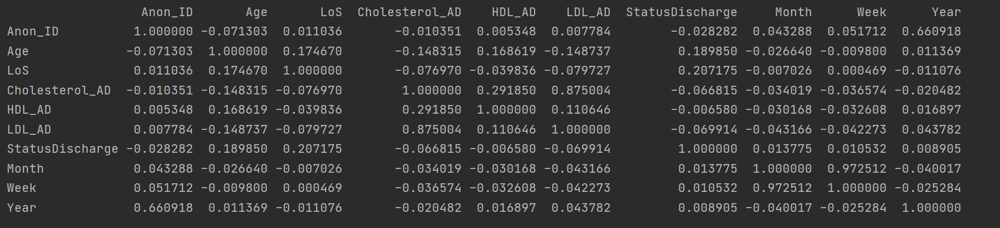 Anon_ID Age LoS Cholesterol_AD HDL_AD LDL_AD StatusDischarge Month Week Year
Anon_ID 1.000000 -0.071303 0.011036 -0.010351 0.005348 0.007784 -0.028282 0.043288 0.051712 0.660918
Age -0.071303 1.000000 0.174670 -0.148315 0.168619 -0.148737 0.189850 -0.026640 -0.009800 0.011369
LoS 0.011036 0.174670 1.000000 -0.076970 -0.039836 -0.079727 0.207175 -0.007026 0.000469 -0.011076
Cholesterol_AD -0.010351 -0.148315 -0.076970 1.000000 0.291850 0.875004 -0.066815 -0.034019 -0.036574 -0.020482
HDL_AD 0.005348 0.168619 -0.039836 0.291850 1.000000 0.110646 -0.006580 -0.030168 -0.032608 0.016897
LDL_AD 0.007784 -0.148737 -0.079727 0.875004 0.110646 1.000000 -0.069914 -0.043166 -0.042273 0.043782
StatusDischarge -0.028282 0.189850 0.207175 -0.066815 -0.006580 -0.069914 1.000000 0.013775 0.010532 0.008905
Month 0.043288 -0.026640 -0.007026 -0.034019 -0.030168 -0.043166 0.013775 1.000000 0.972512 -0.040017
Week 0.051712 -0.009800 0.000469 -0.036574 -0.032608 -0.042273 0.010532 0.972512 1.000000 -0.025284
Year 0.660918 0.011369 -0.011076 -0.020482 0.016897 0.043782 0.008905 -0.040017 -0.025284 1.000000